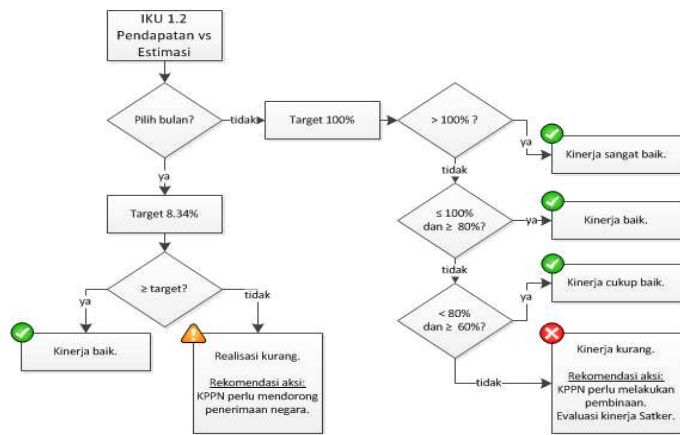 IKU 1.2
Pendapatan vs
Estimasi
Pilih bulan?
tidak
Target 100%
> 100% ?
ya
Kinerja sangat baik.
ya
tidak
Target 8.34%
≤ 100%
dan ≥ 80%?
ya
Kinerja baik.
tidak
≥ target?
ya
tidak
< 80%
dan ≥ 60%?
ya
Kinerja cukup baik.
Kinerja baik.
Realisasi kurang.
Rekomendasi aksi:
KPPN perlu mendorong
penerimaan negara.
tidak
Kinerja kurang.
Rekomendasi aksi:
KPPN perlu melakukan
pembinaan.
Evaluasi kinerja Satker.